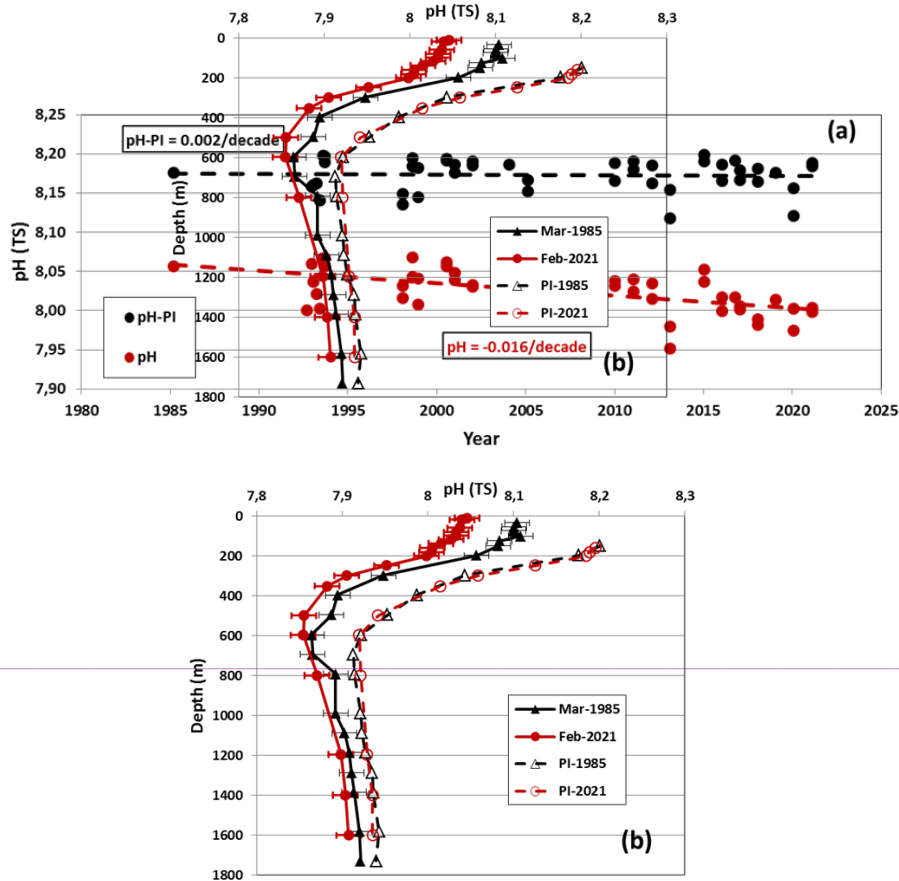 pH (TS)
7,8 7,9 8 8,1 8,2 8,3
0
200
400
600
800
1000
1200
1400
1600
1800
Depth (m)
8,25
8,20
8,15
8,10
8,05
8,00
7,95
7,90
pH (TS)
(a)
pH-PI = 0.002/decade
Mar-1985
Feb-2021
PI-1985
PI-2021
pH-PI
pH
pH = -0.016/decade
(b)
1980 1985 1990 1995 2000 2005 2010 2015 2020 2025
Year
pH (TS)
7,8 7,9 8 8,1 8,2 8,3
0
200
400
600
800
1000
1200
1400
1600
1800
Depth (m)
Mar-1985
Feb-2021
PI-1985
PI-2021
(b)